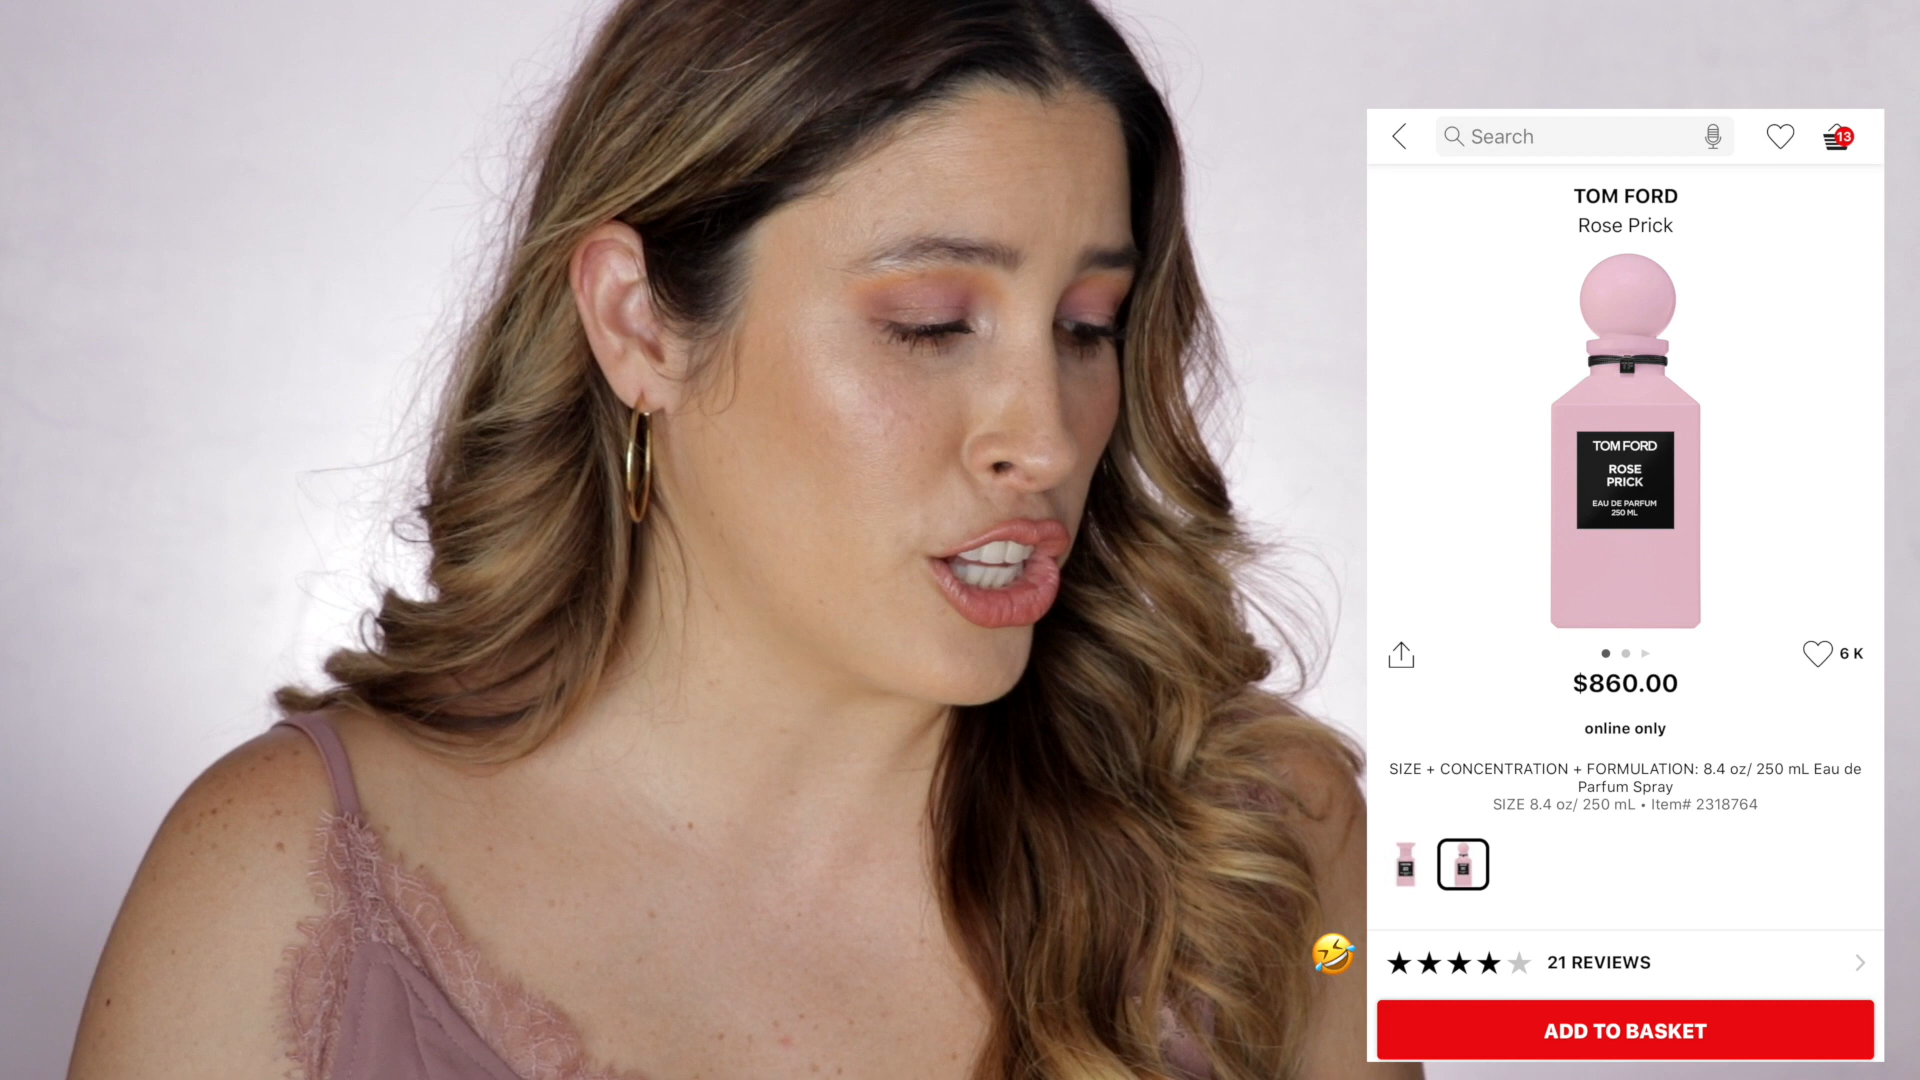 Search
13
TOM FORD
Rose Prick
TF
TOM FORD
ROSE
PRICK
EAU DE PARFUM
250 ML
6 K
$860.00
online only
SIZE + CONCENTRATION + FORMULATION: 8.4 oz/ 250 mL Eau de
Parfum Spray
SIZE 8.4 oz/ 250 mL • Item# 2318764
21 REVIEWS
ADD TO BASKET